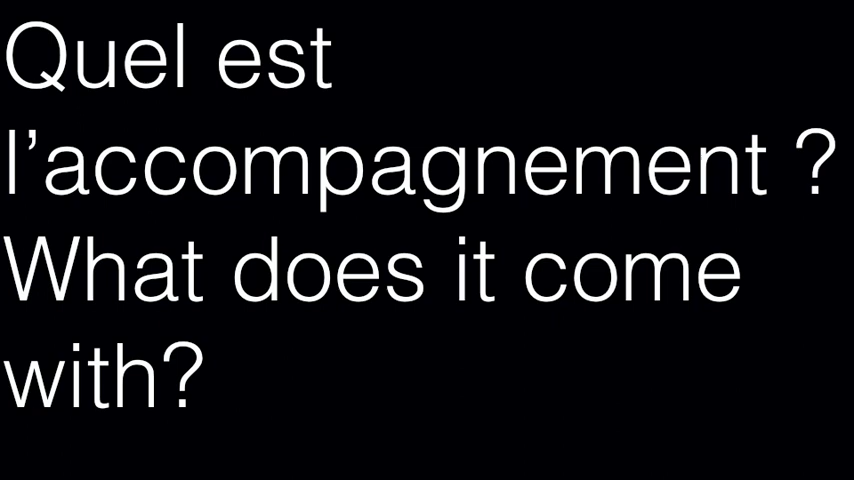 Quel est
l’accompagnement ?
What does it come
with?